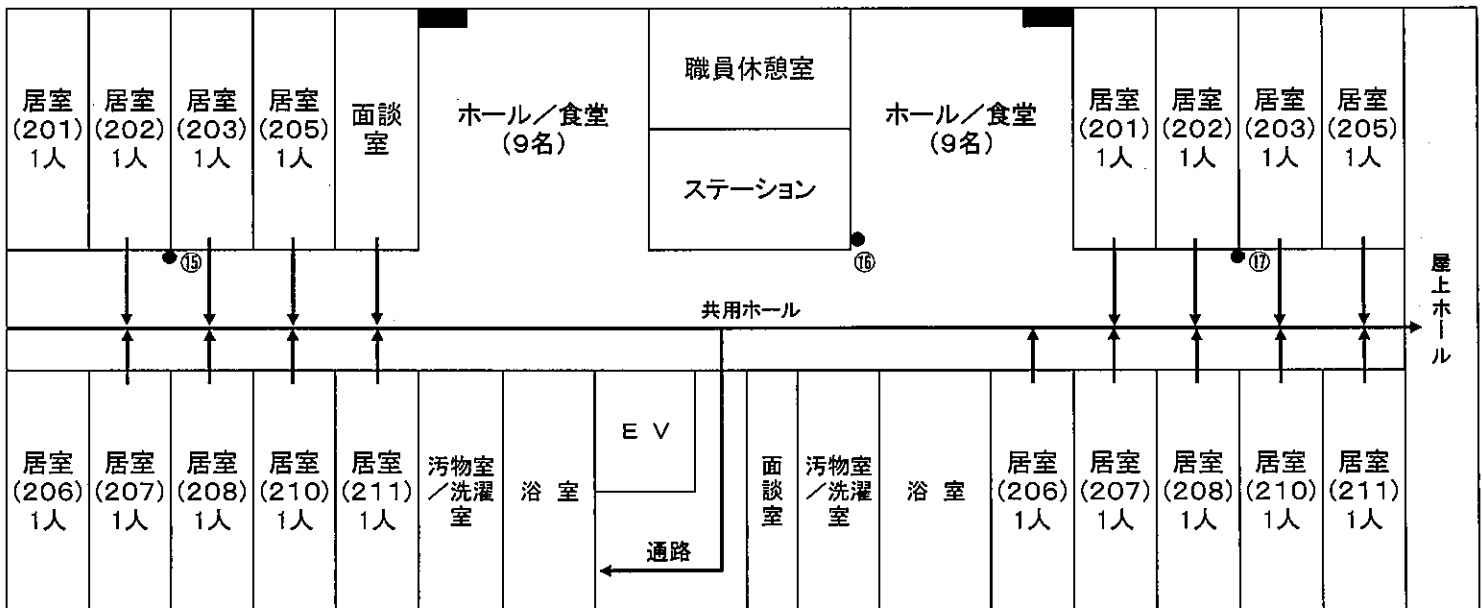 居室
(201)
1人
居室
(202)
1人
居室
(203)
1人
居室
(205)
1人
面談
室
ホール／食堂
(9名)
職員休憩室
ステーション
ホール／食堂
(9名)
居室
(201)
1人
居室
(202)
1人
居室
(203)
1人
居室
(205)
1人
⑮
⑯
⑰
共用ホール
屋上ホール
居室
(206)
1人
居室
(207)
1人
居室
(208)
1人
居室
(210)
1人
居室
(211)
1人
汚物室
／洗濯
室
浴 室
Ｅ Ｖ
通路
面談室
汚物室
／洗濯
室
浴 室
居室
(206)
1人
居室
(207)
1人
居室
(208)
1人
居室
(210)
1人
居室
(211)
1人